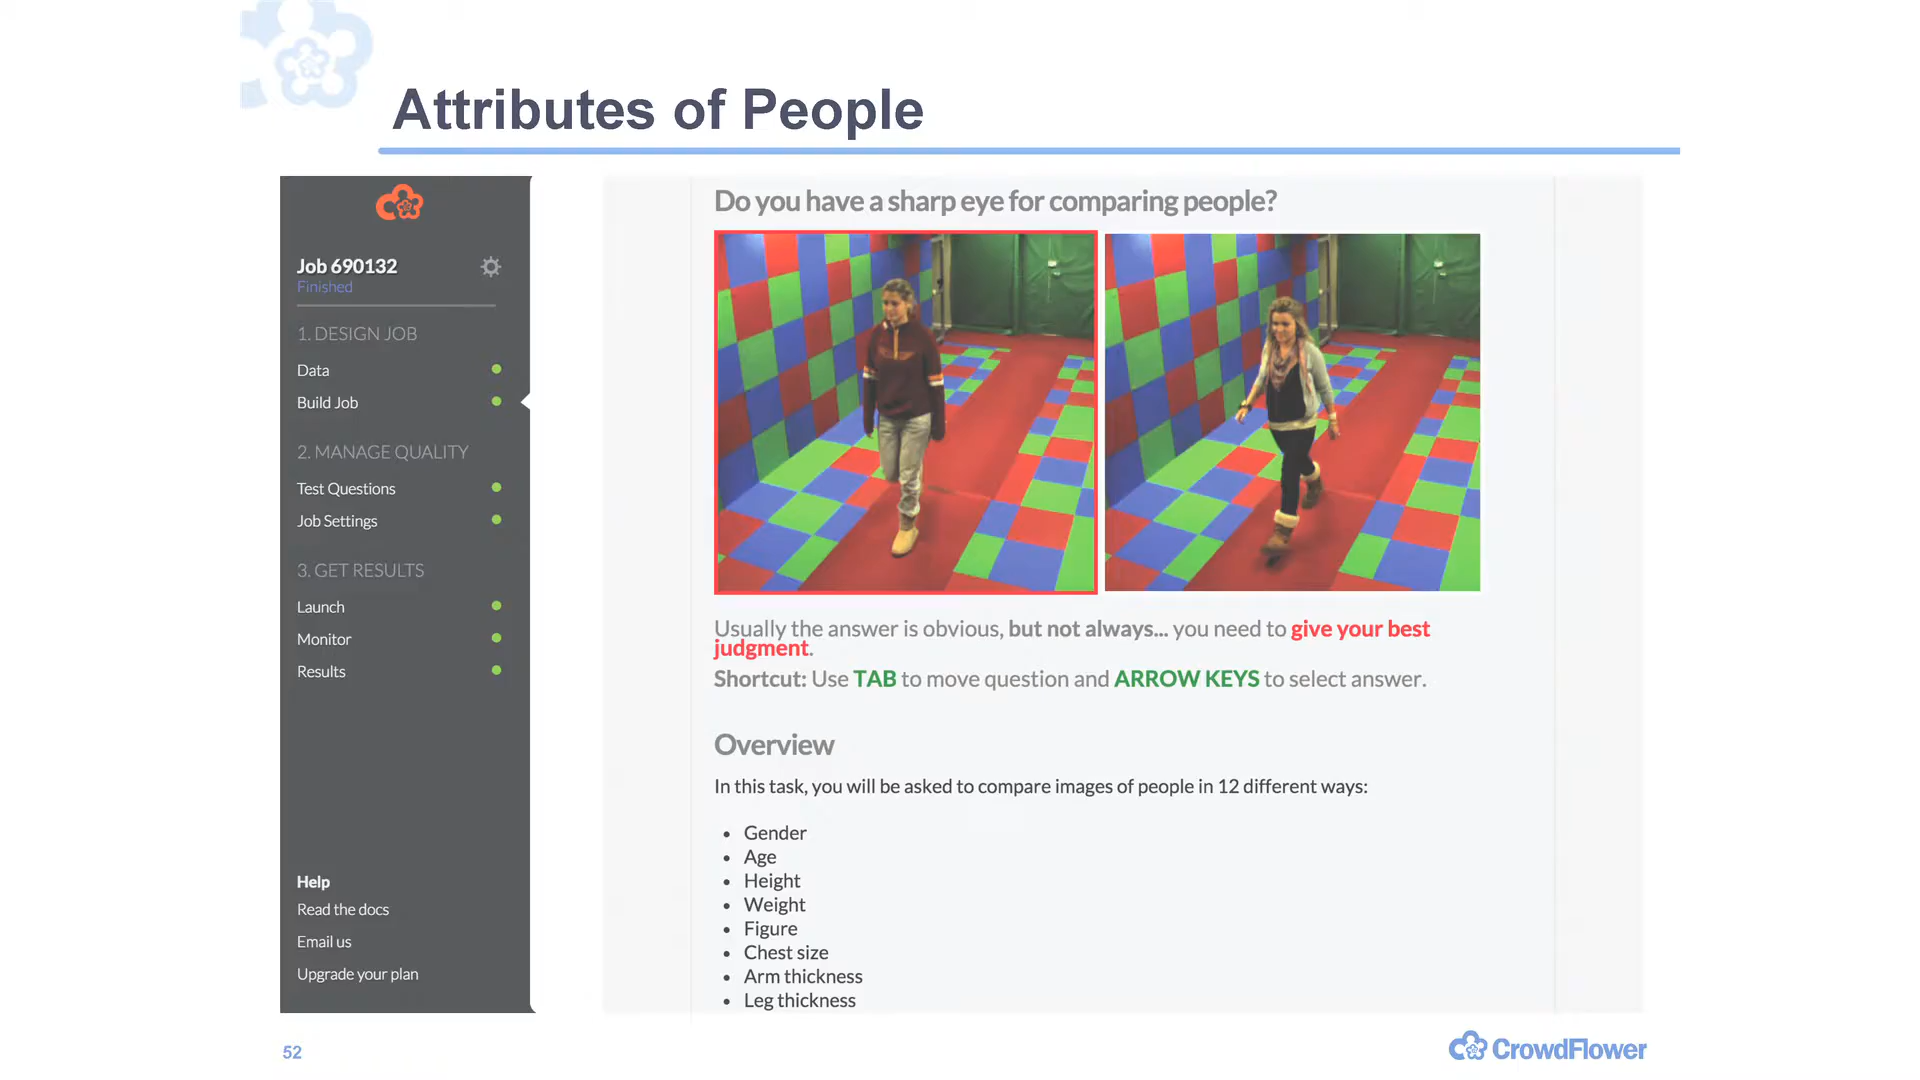 Attributes of People
Job 690132
Finished
1. DESIGN JOB
Data
Build Job
2. MANAGE QUALITY
Test Questions
Job Settings
3. GET RESULTS
Launch
Monitor
Results
Help
Read the docs
Email us
Upgrade your plan
Do you have a sharp eye for comparing people?
Usually the answer is obvious, but not always... you need to give your best
judgment.
Shortcut: Use TAB to move question and ARROW KEYS to select answer.
Overview
In this task, you will be asked to compare images of people in 12 different ways:
• Gender
• Age
• Height
• Weight
• Figure
• Chest size
• Arm thickness
• Leg thickness
52
CrowdFlower